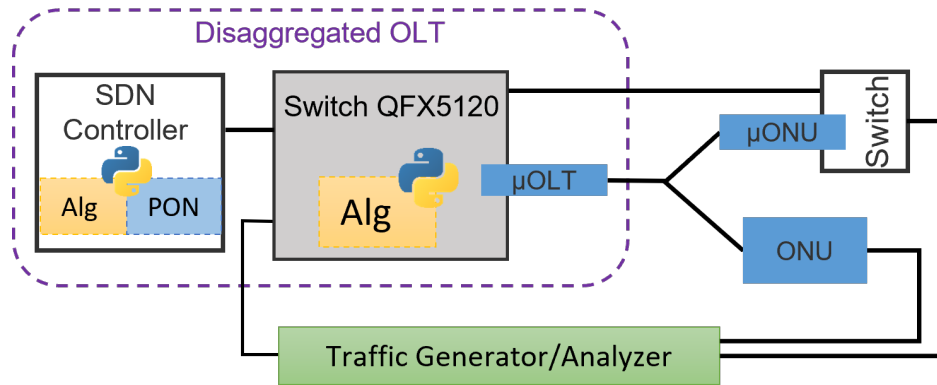 Disaggregated OLT
SDN
Controller
Alg
PON
Switch QFX5120
Alg
µOLT
µONU
Switch
ONU
Traffic Generator/Analyzer